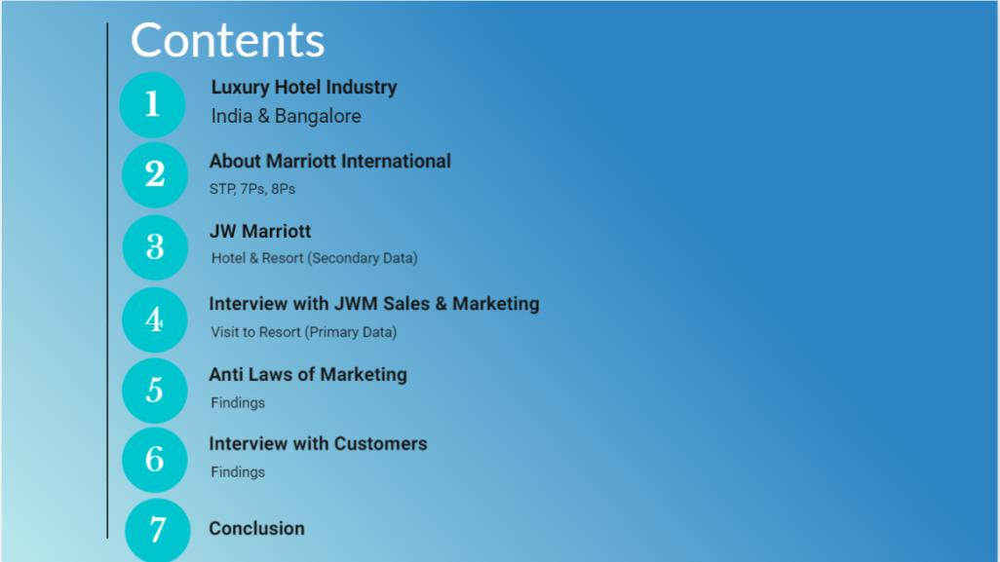 Contents
1
Luxury Hotel Industry
India & Bangalore
2
About Marriott International
STP, 7Ps, 8Ps
3
JW Marriott
Hotel & Resort (Secondary Data)
4
Interview with JWM Sales & Marketing
Visit to Resort (Primary Data)
5
Anti Laws of Marketing
Findings
6
Interview with Customers
Findings
7
Conclusion